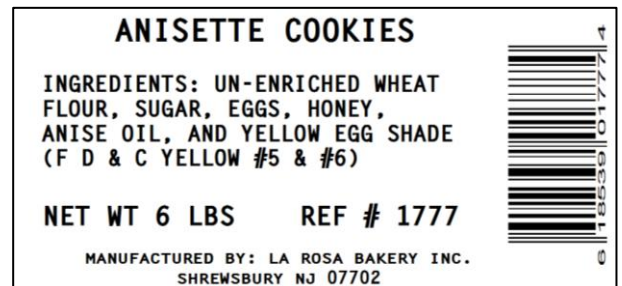 ANISETTE COOKIES
INGREDIENTS: UN-ENRICHED WHEAT
FLOUR, SUGAR, EGGS, HONEY,
ANISE OIL, AND YELLOW EGG SHADE
(F D & C YELLOW #5 & #6)
NET WT 6 LBS REF # 1777
MANUFACTURED BY: LA ROSA BAKERY INC.
SHREWSBURY NJ 07702
6 18539 01777 4